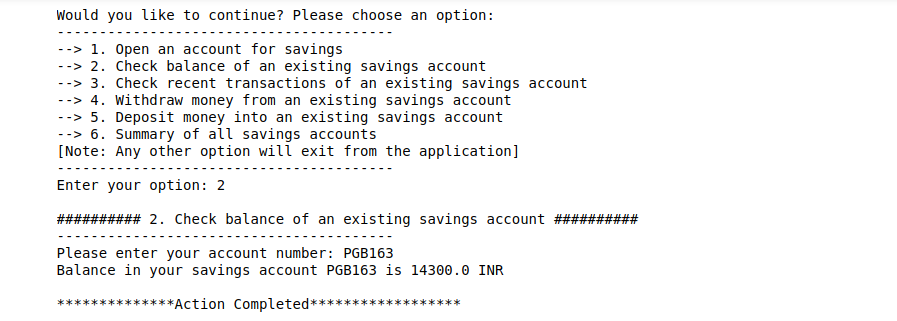 Would you like to continue? Please choose an option:
----------------------------------------
--> 1. Open an account for savings
--> 2. Check balance of an existing savings account
--> 3. Check recent transactions of an existing savings account
--> 4. Withdraw money from an existing savings account
--> 5. Deposit money into an existing savings account
--> 6. Summary of all savings accounts
[Note: Any other option will exit from the application]
----------------------------------------
Enter your option: 2
########## 2. Check balance of an existing savings account ##########
----------------------------------------
Please enter your account number: PGB163
Balance in your savings account PGB163 is 14300.0 INR
**************Action Completed******************